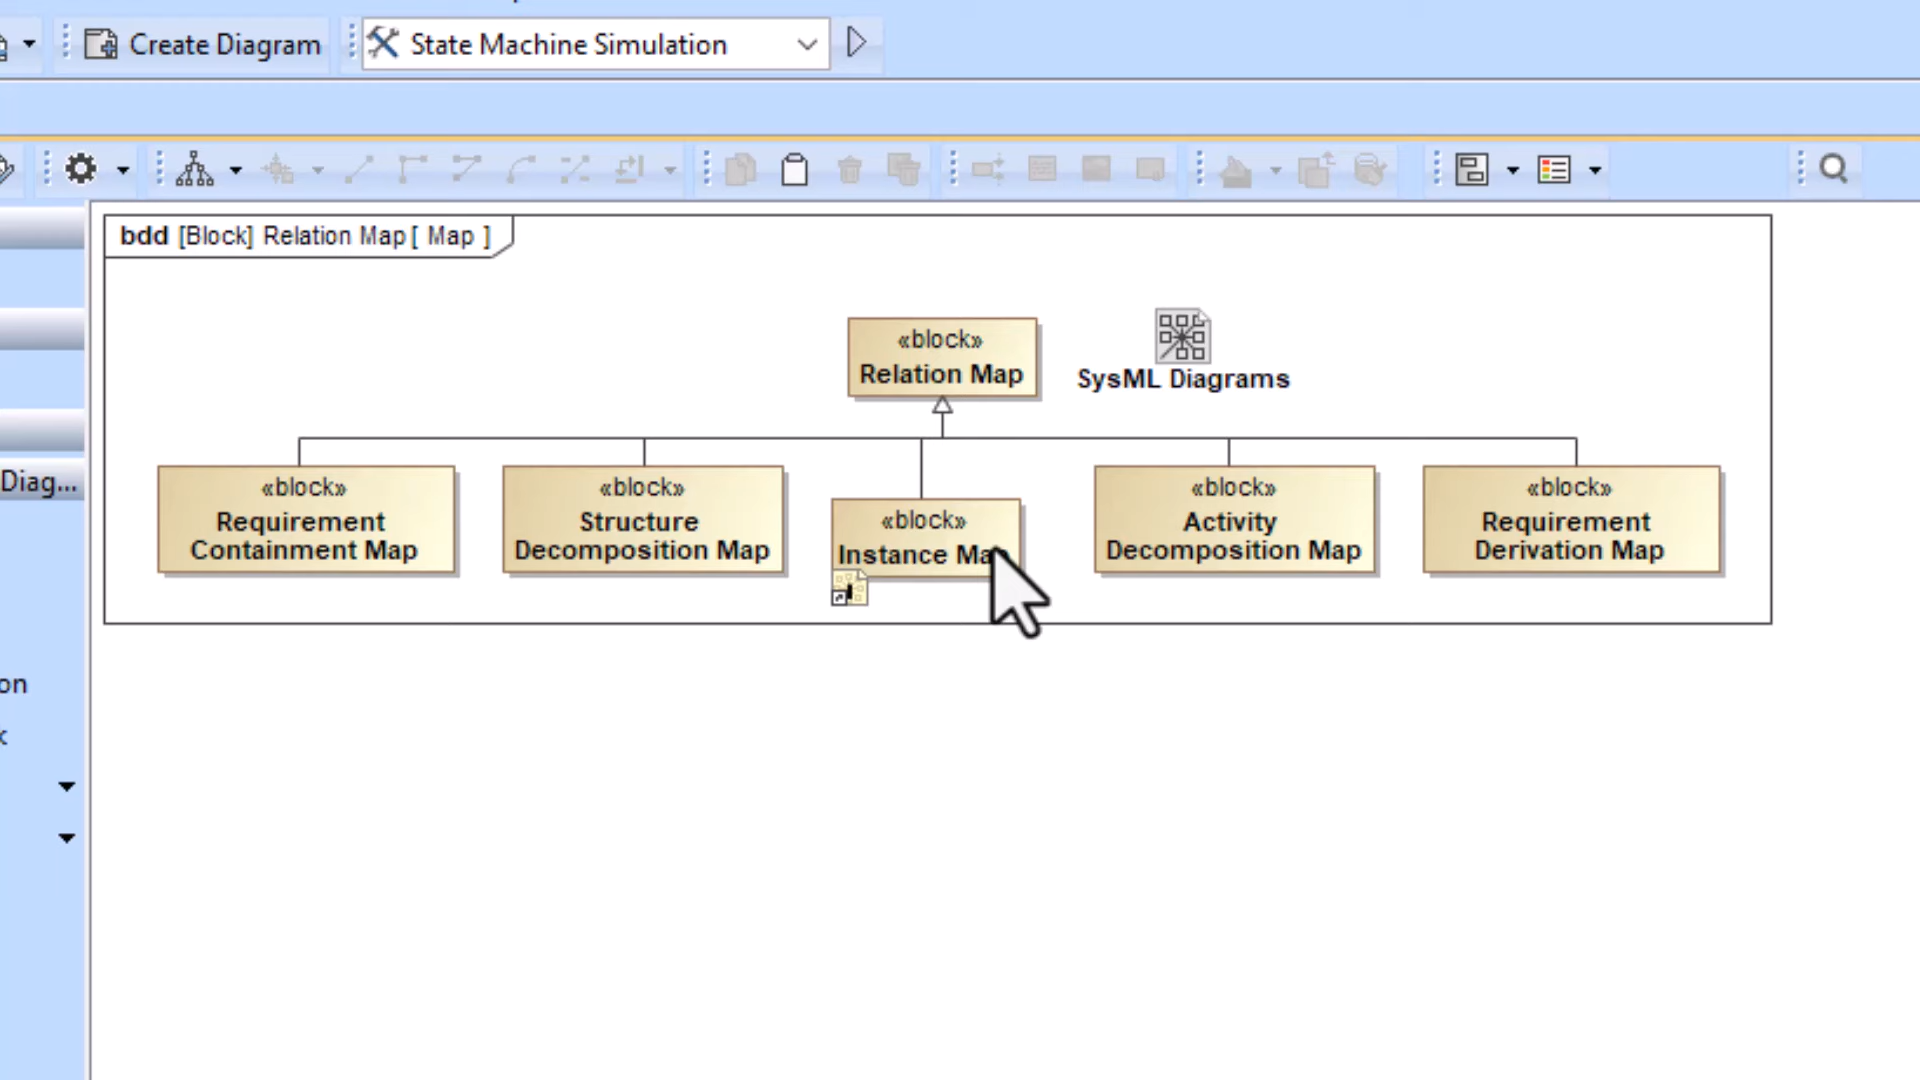 Create Diagram
State Machine Simulation
bdd [Block] Relation Map [ Map ]
«block»
Relation Map
SysML Diagrams
«block»
Requirement
Containment Map
«block»
Structure
Decomposition Map
«block»
Instance Map
«block»
Activity
Decomposition Map
«block»
Requirement
Derivation Map
Diag...
on